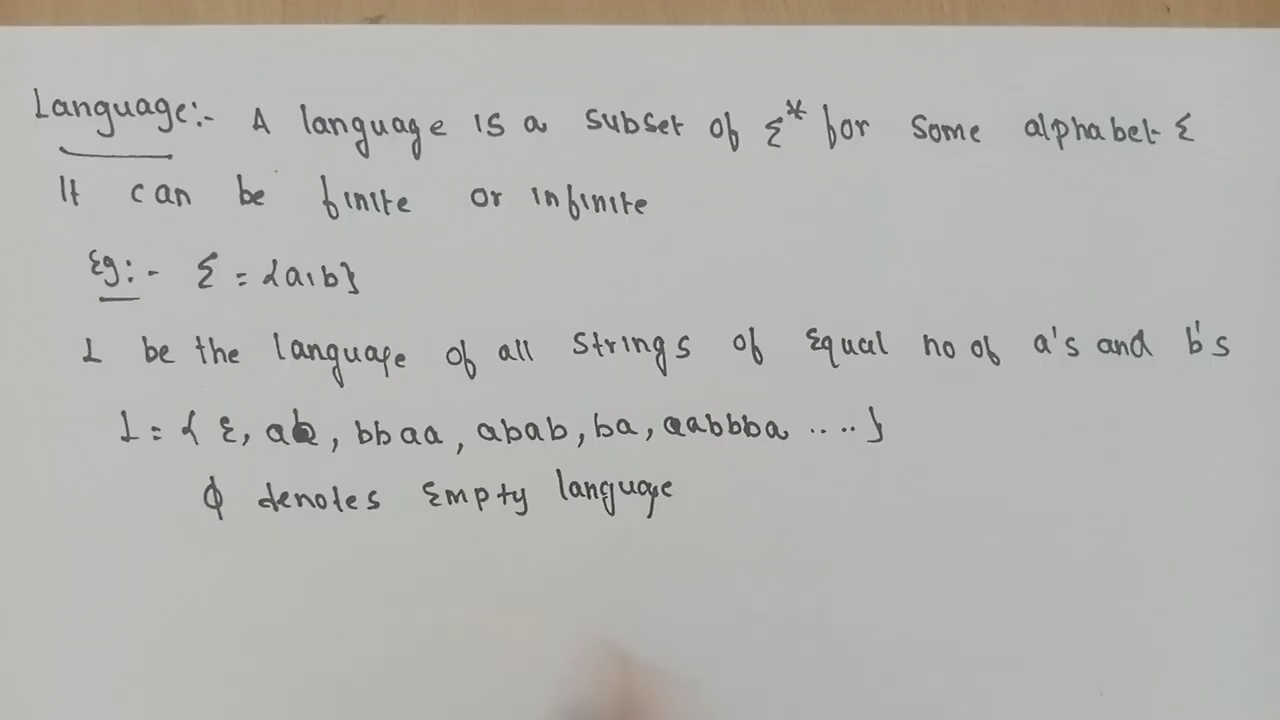 Language:- A language is a subset of Σ* for some alphabet Σ
It can be finite or infinite
Eg:- Σ = {a,b}
L be the language of all strings of equal no of a's and b's
L = { ε, ab, bbaa, abab, ba, aabbba .... }
ϕ denotes Empty language